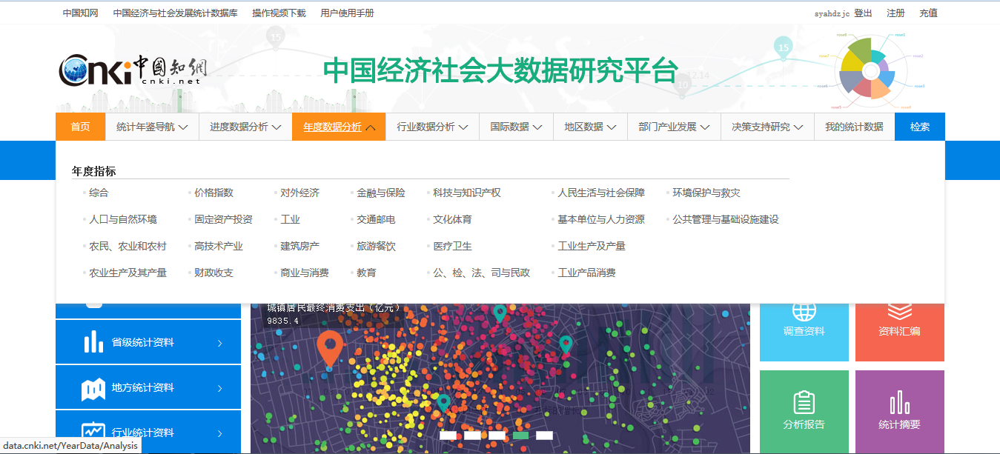 中国知网 中国经济与社会发展统计数据库 操作视频下载 用户使用手册 syahdzjc 登出 注册 充值
15
中国知網
cnki.net
中国经济社会大数据研究平台
12.14
10
15
rose8 rose1
rose7 rose2
rose6 rose3
rose5 rose4
首页 统计年鉴导航 进度数据分析 年度数据分析 行业数据分析 国际数据 地区数据 部门产业发展 决策支持研究 我的统计数据 检索
年度指标
综合 价格指数 对外经济 金融与保险 科技与知识产权 人民生活与社会保障 环境保护与救灾
人口与自然环境 固定资产投资 工业 交通邮电 文化体育 基本单位与人力资源 公共管理与基础设施建设
农民、农业和农村 高技术产业 建筑房产 旅游餐饮 医疗卫生 工业生产及产量
农业生产及其产量 财政收支 商业与消费 教育 公、检、法、司与民政 工业产品消费
城镇居民最终消费支出（亿元）
9835.4
省级统计资料
地方统计资料
行业统计资料
调查资料 资料汇编
分析报告 统计摘要
data.cnki.net/YearData/Analysis